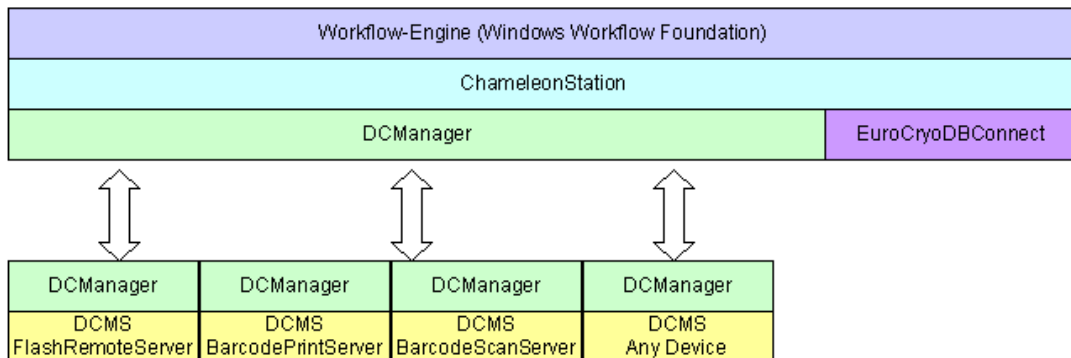 Workflow-Engine (Windows Workflow Foundation)
ChameleonStation
DCManager EuroCryoDBConnect
DCManager DCManager DCManager DCManager
DCMS DCMS DCMS DCMS
FlashRemoteServer BarcodePrintServer BarcodeScanServer Any Device